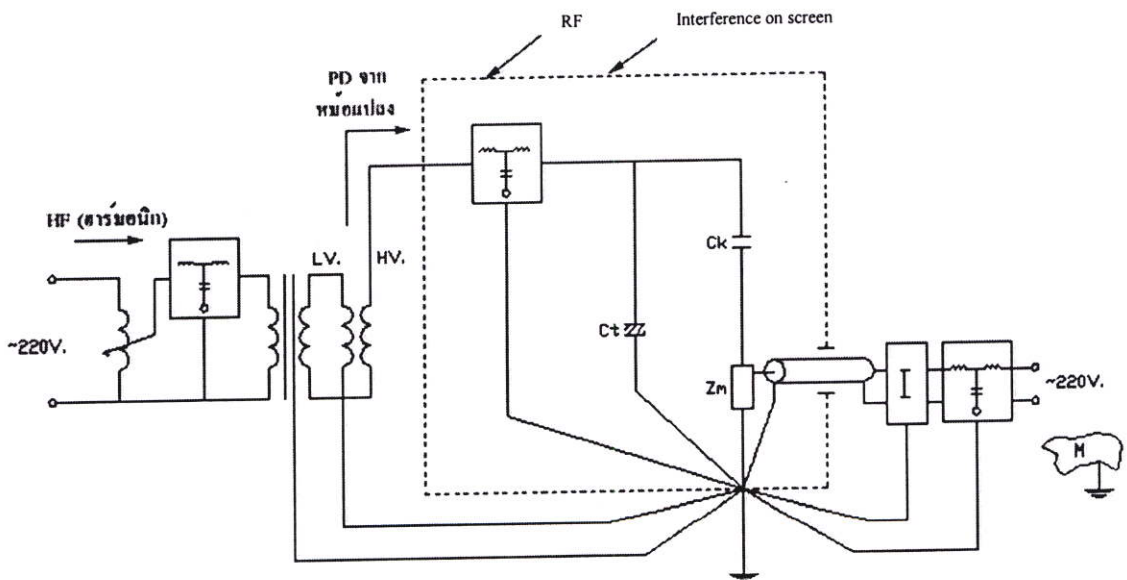 RF
Interference on screen
PD จาก
หม้อแปลง
HF (ฮาร์มอนิก)
LV.
HV.
Ck
Ct
~220V.
Zm
I
~220V.
M